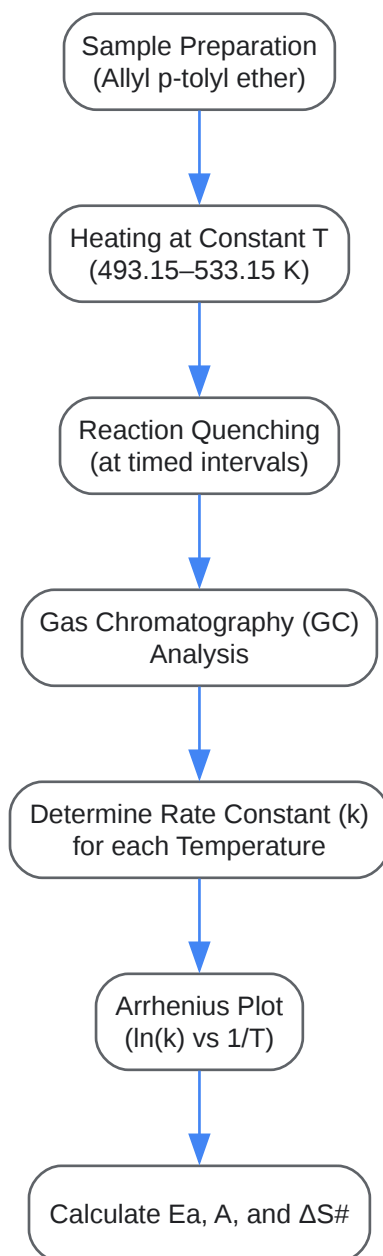 Sample Preparation
(Allyl p-tolyl ether)
Heating at Constant T
(493.15–533.15 K)
Reaction Quenching
(at timed intervals)
Gas Chromatography (GC)
Analysis
Determine Rate Constant (k)
for each Temperature
Arrhenius Plot
(ln(k) vs 1/T)
Calculate Ea, A, and ΔS#